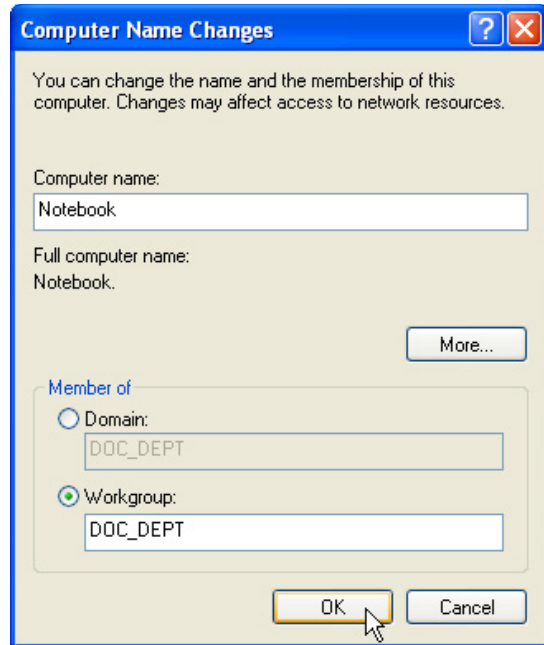 Computer Name Changes
You can change the name and the membership of this
computer. Changes may affect access to network resources.
Computer name:
Notebook
Full computer name:
Notebook.
More...
Member of
Domain:
DOC_DEPT
Workgroup:
DOC_DEPT
OK
Cancel